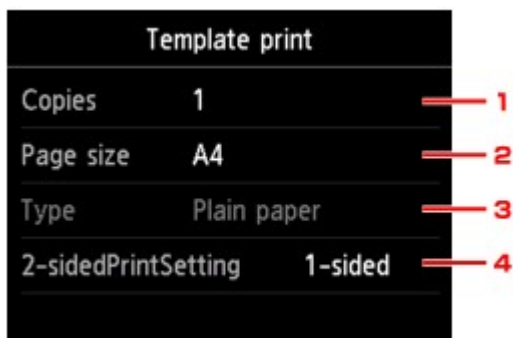 Template print
Copies 1 1
Page size A4 2
Type Plain paper 3
2-sidedPrintSetting 1-sided 4